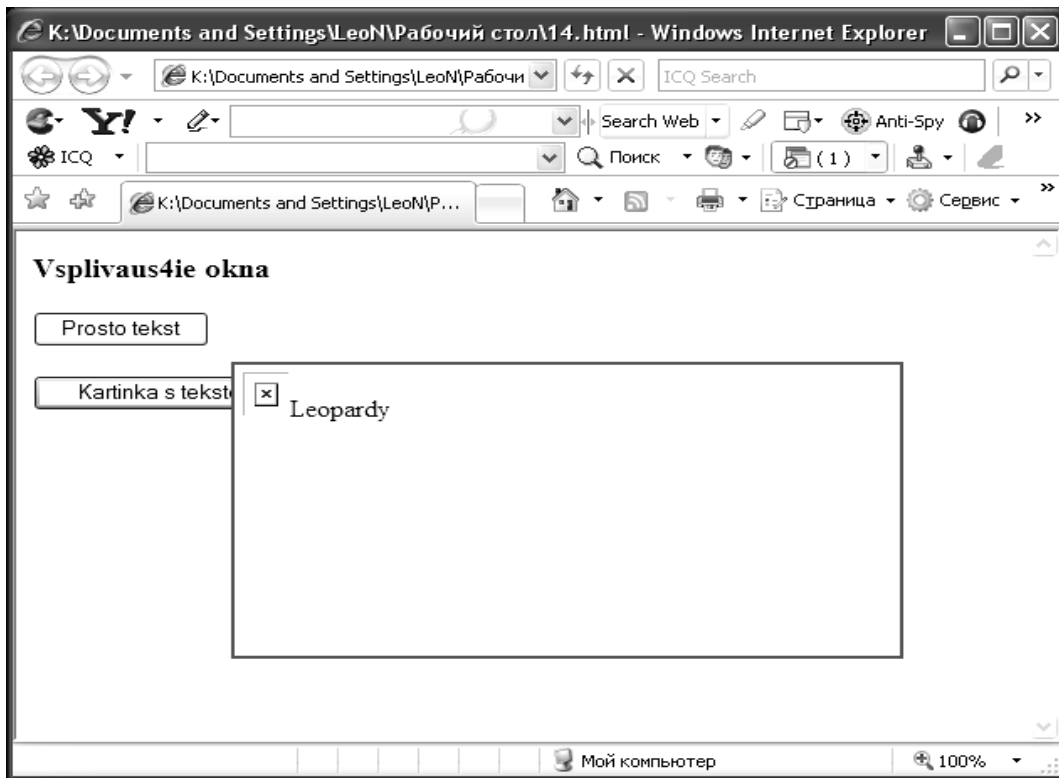 K:\Documents and Settings\LeoN\Рабочий стол\14.html - Windows Internet Explorer
K:\Documents and Settings\LeoN\Рабочи
ICQ Search
Y!
Search Web
Anti-Spy
>>
ICQ
Поиск
(1)
K:\Documents and Settings\LeoN\P...
Страница
Сервис
>>
Vsplivaus4ie okna
Prosto tekst
Kartinka s tekst
Leopardy
Мой компьютер
100%